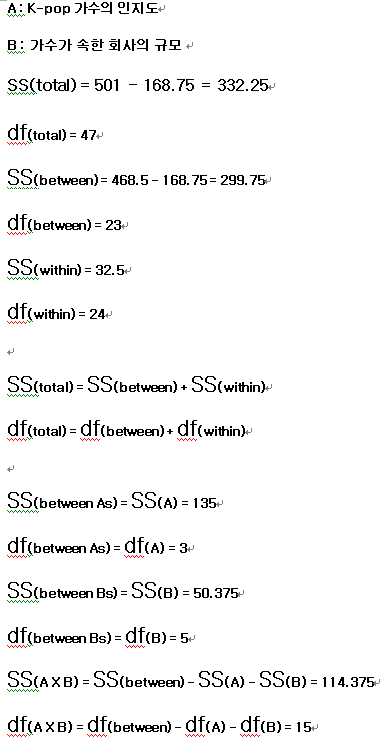 A : K-pop 가수의 인지도
B : 가수가 속한 회사의 규모
SS(total) = 501 - 168.75 = 332.25
df(total) = 47
SS(between) = 468.5 - 168.75 = 299.75
df(between) = 23
SS(within) = 32.5
df(within) = 24
SS(total) = SS(between) + SS(within)
df(total) = df(between) + df(within)
SS(between As) = SS(A) = 135
df(between As) = df(A) = 3
SS(between Bs) = SS(B) = 50.375
df(between Bs) = df(B) = 5
SS(A X B) = SS(between) - SS(A) - SS(B) = 114.375
df(A X B) = df(between) - df(A) - df(B) = 15